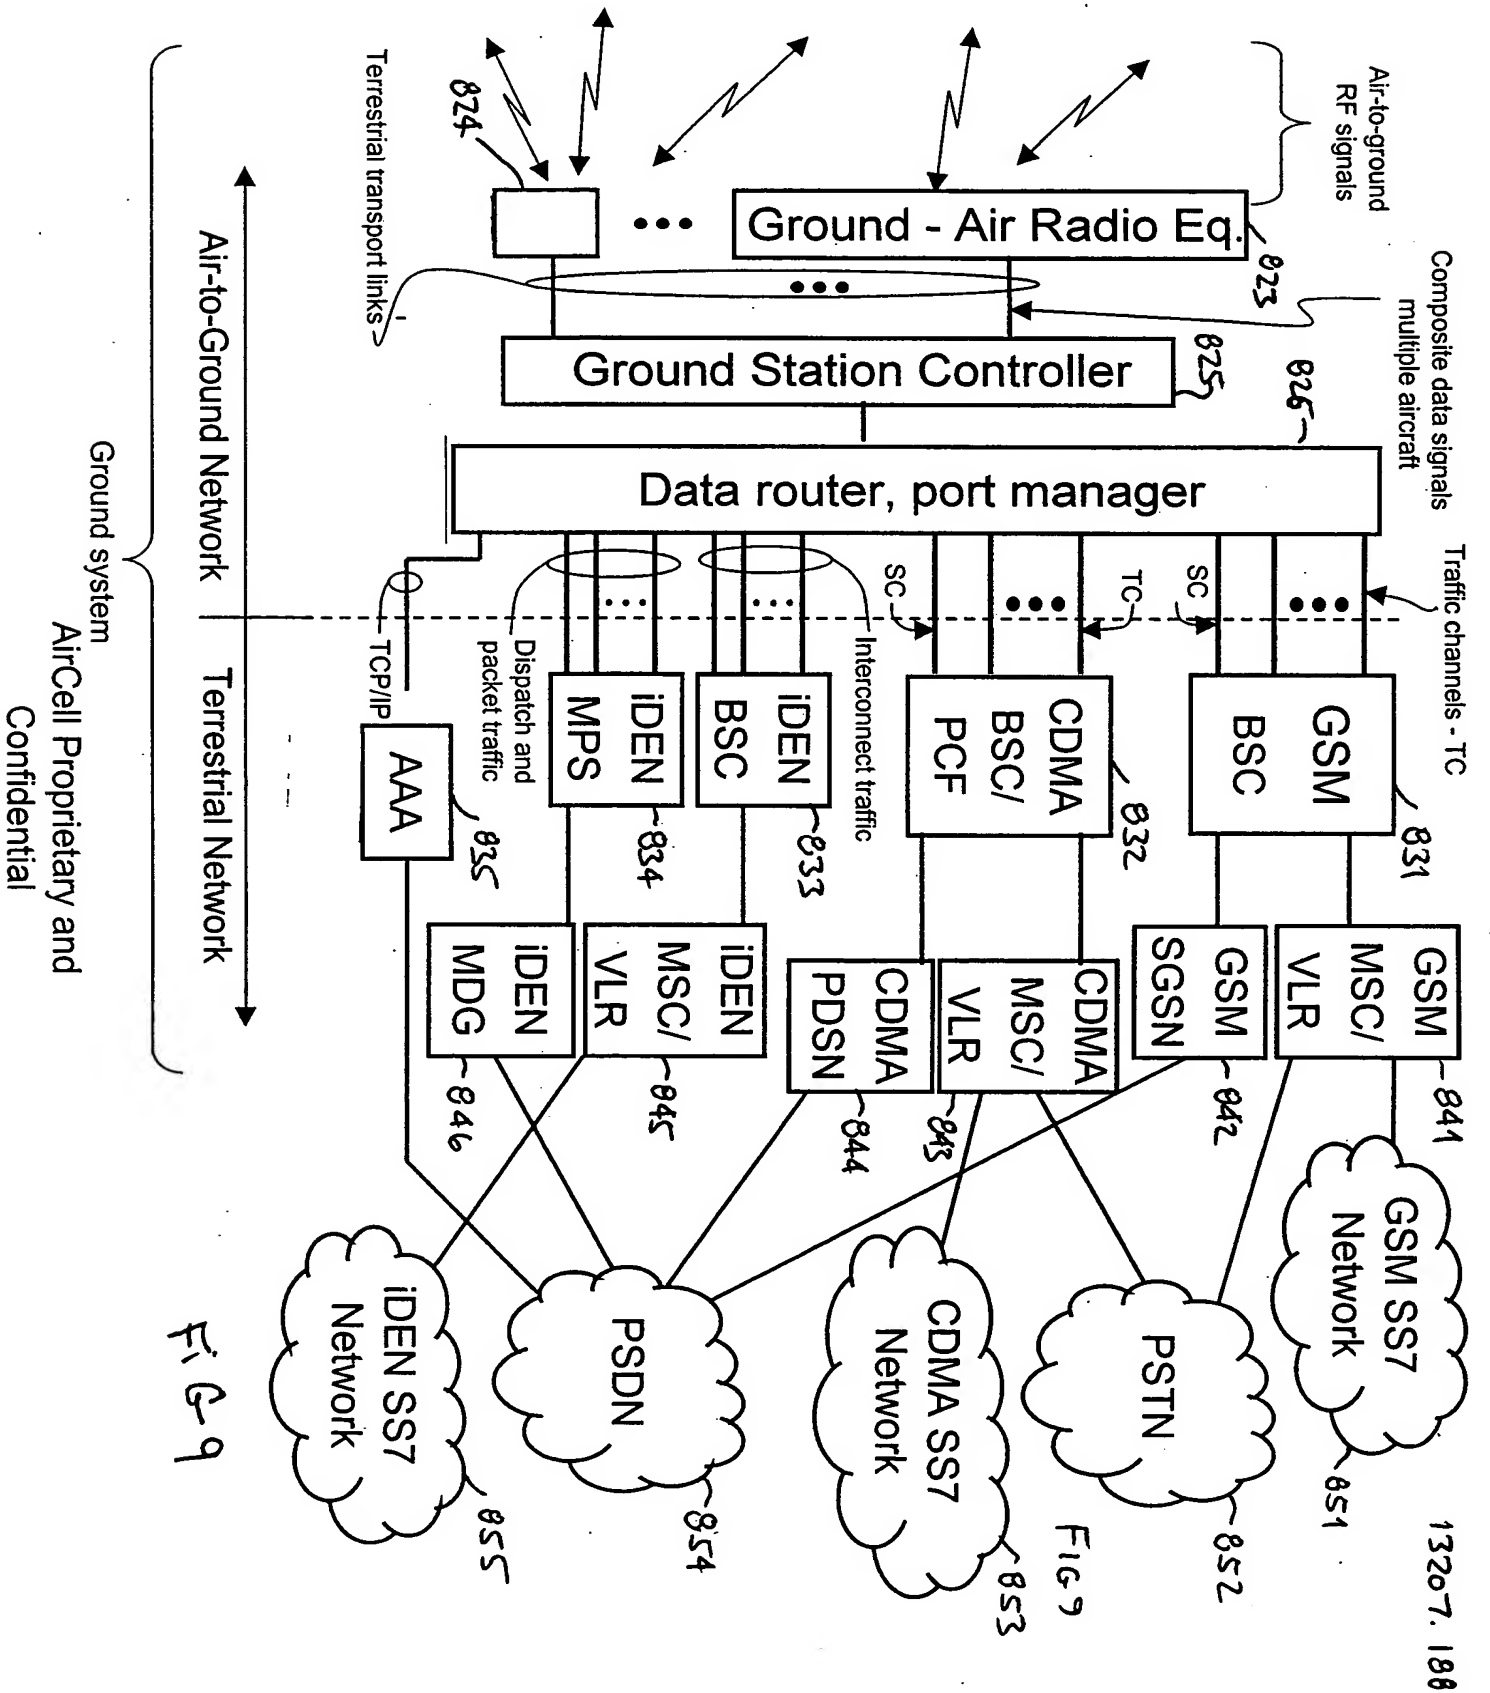 13207.188
Air-to-ground
RF signals
Composite data signals
multiple aircraft
Traffic channels - TC
Ground - Air Radio Eq.
823
824
Terrestrial transport links
Ground Station Controller
825
826
Data router, port manager
SC
TC
SC
Interconnect traffic
Dispatch and
packet traffic
TCP/IP
GSM
BSC
831
CDMA
BSC/
PCF
832
iDEN
BSC
833
iDEN
MPS
834
AAA
835
GSM
MSC/
VLR
841
GSM
SGSN
842
CDMA
MSC/
VLR
843
CDMA
PDSN
844
iDEN
MSC/
VLR
845
iDEN
MDG
846
GSM SS7
Network
851
PSTN
852
CDMA SS7
Network
853
PSDN
854
iDEN SS7
Network
855
Air-to-Ground Network
Terrestrial Network
Ground system
AirCell Proprietary and
Confidential
FIG 9
FiG-9